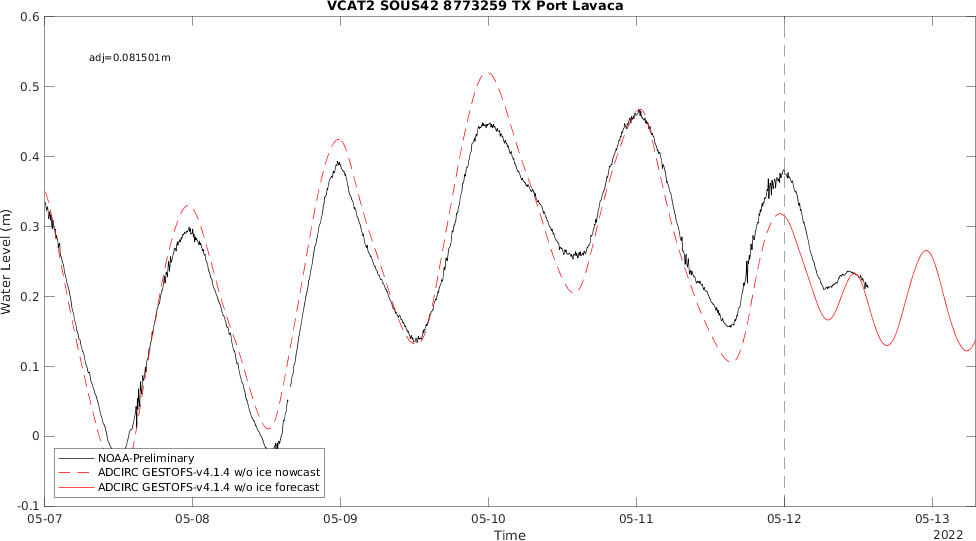 VCAT2 SOUS42 8773259 TX Port Lavaca
adj=0.081501m
0.6
0.5
0.4
0.3
0.2
0.1
0
-0.1
Water Level (m)
NOAA-Preliminary
ADCIRC GESTOFS-v4.1.4 w/o ice nowcast
ADCIRC GESTOFS-v4.1.4 w/o ice forecast
05-07 05-08 05-09 05-10 05-11 05-12 05-13
Time
2022